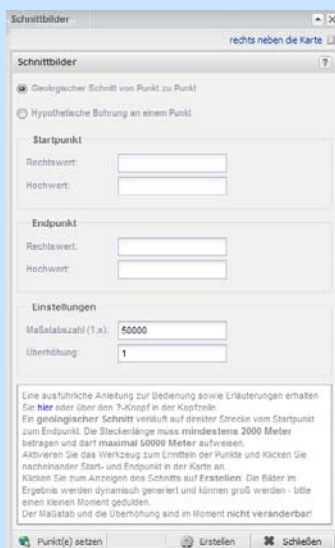 Schnittbilder
rechts neben die Karte
Schnittbilder
?
Geologischer Schnitt von Punkt zu Punkt
Hypothetische Bohrung an einem Punkt
Startpunkt
Rechtswert:
Hochwert:
Endpunkt
Rechtswert:
Hochwert:
Einstellungen
Maßstabszahl (1:x): 50000
Überhöhung: 1
Eine ausführliche Anleitung zur Bedienung sowie Erläuterungen erhalten
Sie hier oder über den ?-Knopf in der Kopfzeile.
Ein geologischer Schnitt verläuft auf direkter Strecke vom Startpunkt
zum Endpunkt. Die Steckenlänge muss mindestens 2000 Meter
betragen und darf maximal 50000 Meter aufweisen.
Aktivieren Sie das Werkzeug zum Ermitteln der Punkte und Klicken Sie
nacheinander Start- und Endpunkt in der Karte an.
Klicken Sie zum Anzeigen des Schnitts auf Erstellen. Die Bilder im
Ergebnis werden dynamisch generiert und können groß werden - bitte
einen kleinen Moment gedulden.
Der Maßstab und die Überhöhung sind im Moment nicht veränderbar!
Punkt(e) setzen Erstellen Schließen